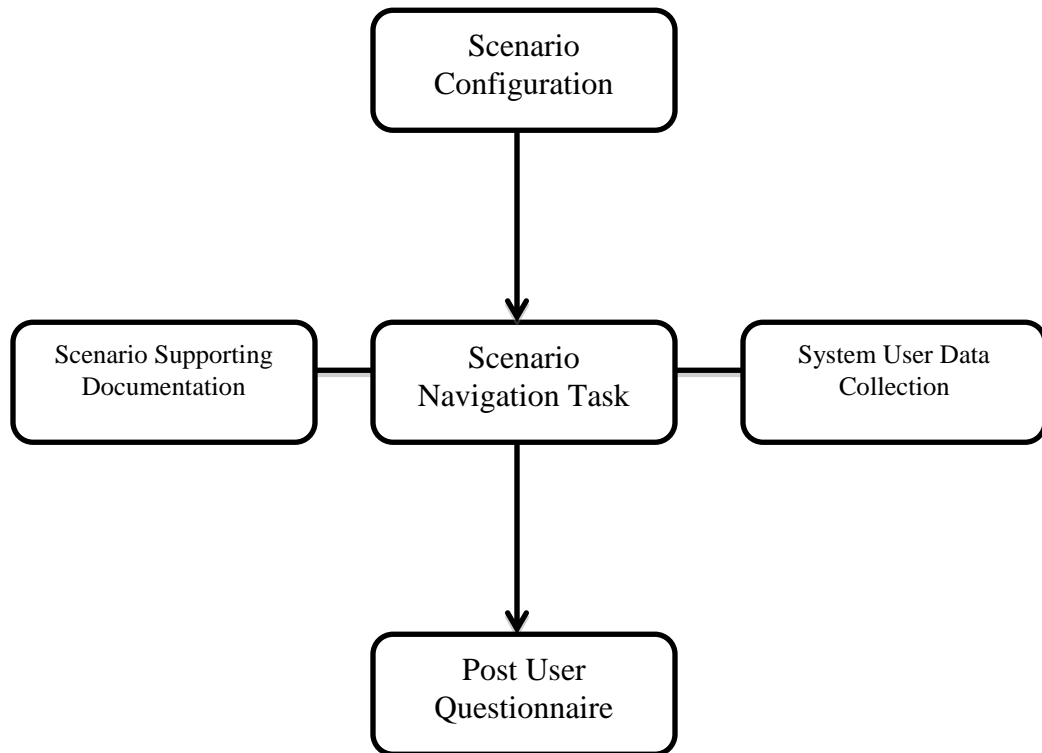 Scenario
Configuration
Scenario Supporting
Documentation
Scenario
Navigation Task
System User Data
Collection
Post User
Questionnaire